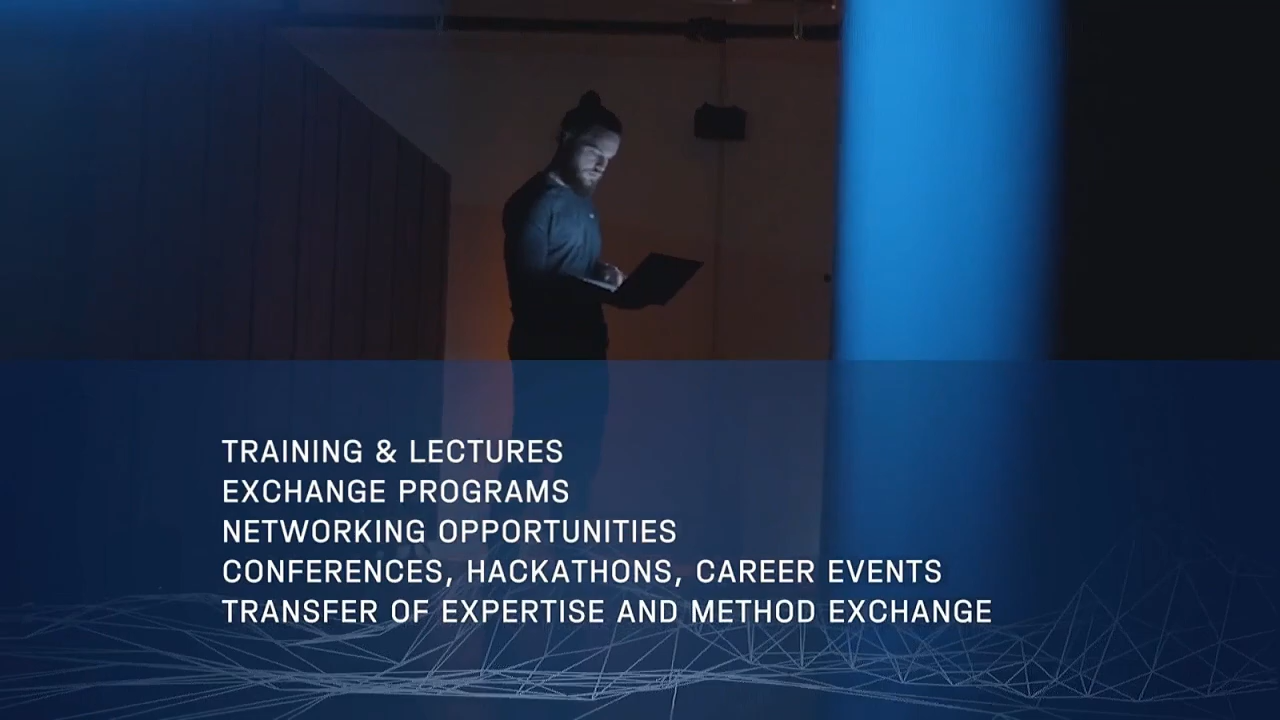 TRAINING & LECTURES
EXCHANGE PROGRAMS
NETWORKING OPPORTUNITIES
CONFERENCES, HACKATHONS, CAREER EVENTS
TRANSFER OF EXPERTISE AND METHOD EXCHANGE